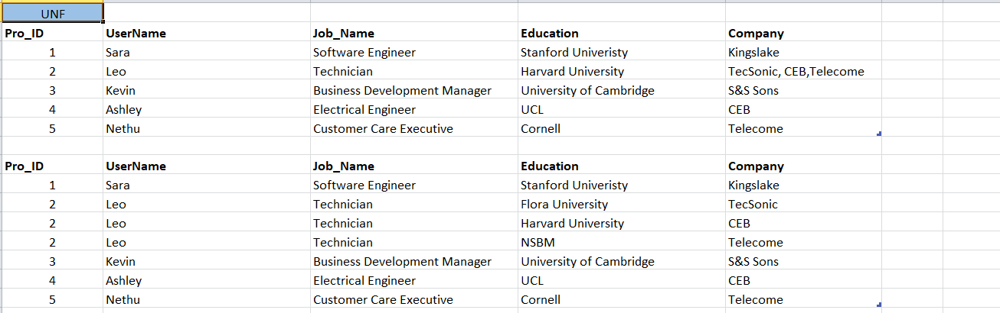 UNF
Pro_ID UserName Job_Name Education Company
1 Sara Software Engineer Stanford Univeristy Kingslake
2 Leo Technician Harvard University TecSonic, CEB,Telecome
3 Kevin Business Development Manager University of Cambridge S&S Sons
4 Ashley Electrical Engineer UCL CEB
5 Nethu Customer Care Executive Cornell Telecome
Pro_ID UserName Job_Name Education Company
1 Sara Software Engineer Stanford Univeristy Kingslake
2 Leo Technician Flora University TecSonic
2 Leo Technician Harvard University CEB
2 Leo Technician NSBM Telecome
3 Kevin Business Development Manager University of Cambridge S&S Sons
4 Ashley Electrical Engineer UCL CEB
5 Nethu Customer Care Executive Cornell Telecome